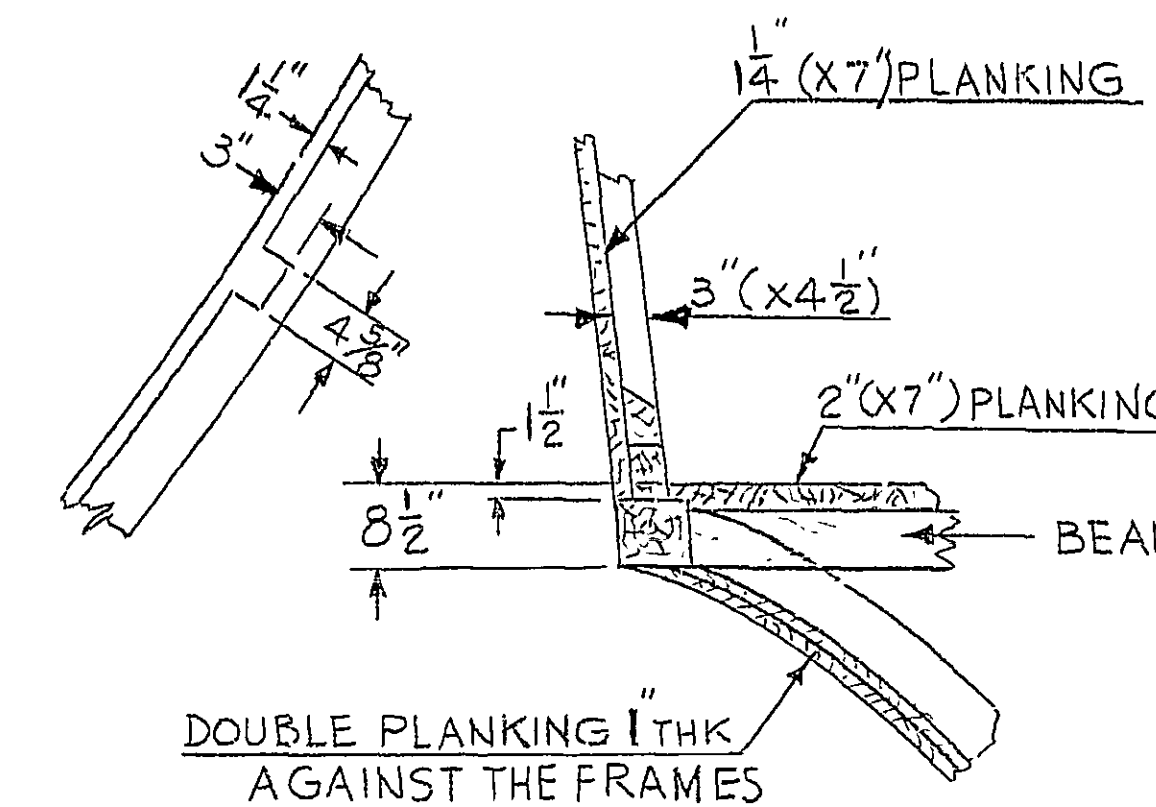 1 1/4" (X7") PLANKING
1 1/4"
3"
4 5/8"
3" (X4 1/2")
2" (X7") PLANKING
1 1/2"
8 1/2"
BEA
DOUBLE PLANKING 1" THK
AGAINST THE FRAMES